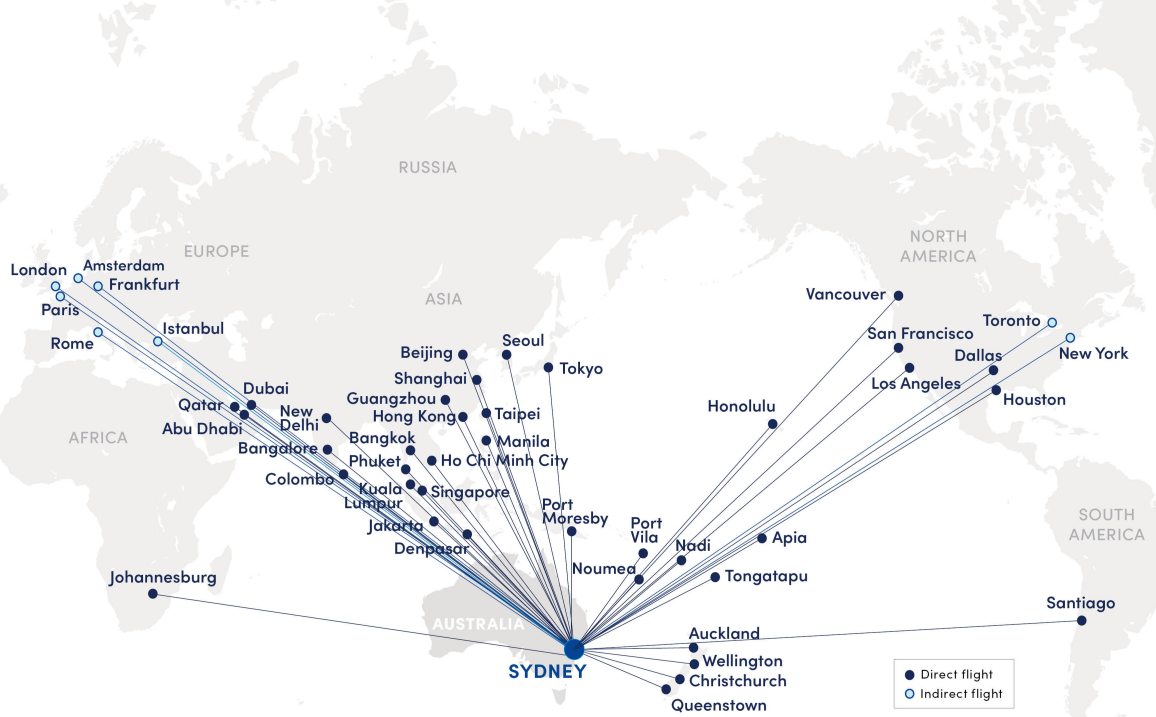 RUSSIA
NORTH
AMERICA
EUROPE
ASIA
London
Amsterdam
Frankfurt
Paris
Rome
Istanbul
Vancouver
Toronto
San Francisco
New York
Dallas
Los Angeles
Houston
Honolulu
Beijing
Seoul
Tokyo
Shanghai
Guangzhou
Hong Kong
Taipei
Dubai
Qatar
Abu Dhabi
New
Delhi
AFRICA
Bangalore
Bangkok
Manila
Phuket
Ho Chi Minh City
Colombo
Kuala
Lumpur
Singapore
Jakarta
Denpasar
Port
Moresby
Port
Vila
Nadi
Apia
SOUTH
AMERICA
Noumea
Tongatapu
Johannesburg
Santiago
AUSTRALIA
SYDNEY
Auckland
Wellington
Christchurch
Queenstown
Direct flight
Indirect flight